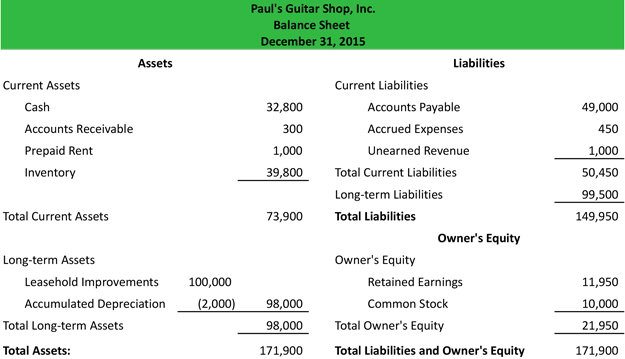 Paul's Guitar Shop, Inc.
Balance Sheet
December 31, 2015
Assets Liabilities
Current Assets Current Liabilities
Cash 32,800 Accounts Payable 49,000
Accounts Receivable 300 Accrued Expenses 450
Prepaid Rent 1,000 Unearned Revenue 1,000
Inventory 39,800 Total Current Liabilities 50,450
Long-term Liabilities 99,500
Total Current Assets 73,900 Total Liabilities 149,950
Owner's Equity
Long-term Assets Owner's Equity
Leasehold Improvements 100,000 Retained Earnings 11,950
Accumulated Depreciation (2,000) 98,000 Common Stock 10,000
Total Long-term Assets 98,000 Total Owner's Equity 21,950
Total Assets: 171,900 Total Liabilities and Owner's Equity 171,900